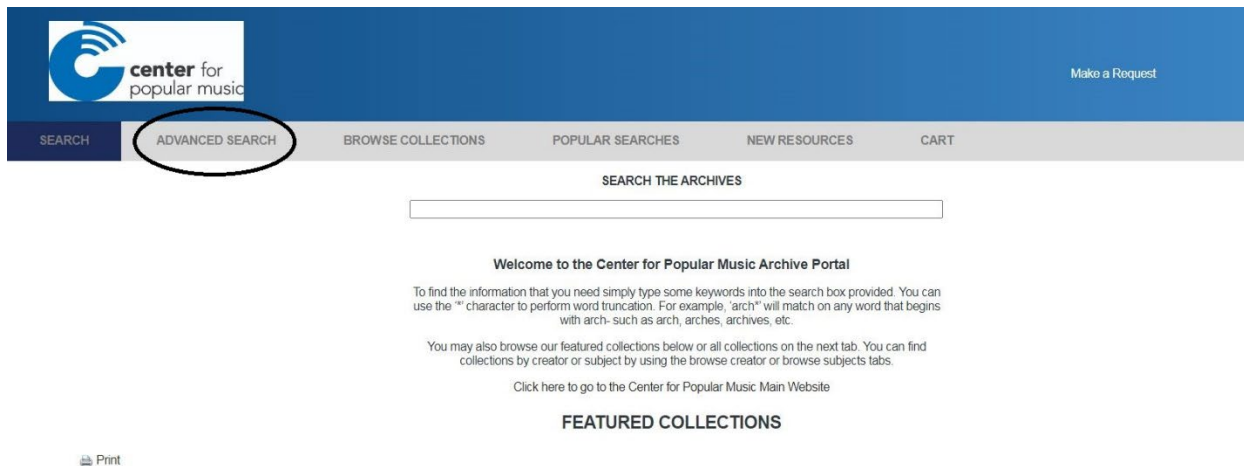 center for
popular music
Make a Request
SEARCH
ADVANCED SEARCH
BROWSE COLLECTIONS
POPULAR SEARCHES
NEW RESOURCES
CART
SEARCH THE ARCHIVES
Welcome to the Center for Popular Music Archive Portal
To find the information that you need simply type some keywords into the search box provided. You can
use the '*' character to perform word truncation. For example, 'arch*' will match on any word that begins
with arch- such as arch, arches, archives, etc.
You may also browse our featured collections below or all collections on the next tab. You can find
collections by creator or subject by using the browse creator or browse subjects tabs.
Click here to go to the Center for Popular Music Main Website
FEATURED COLLECTIONS
Print